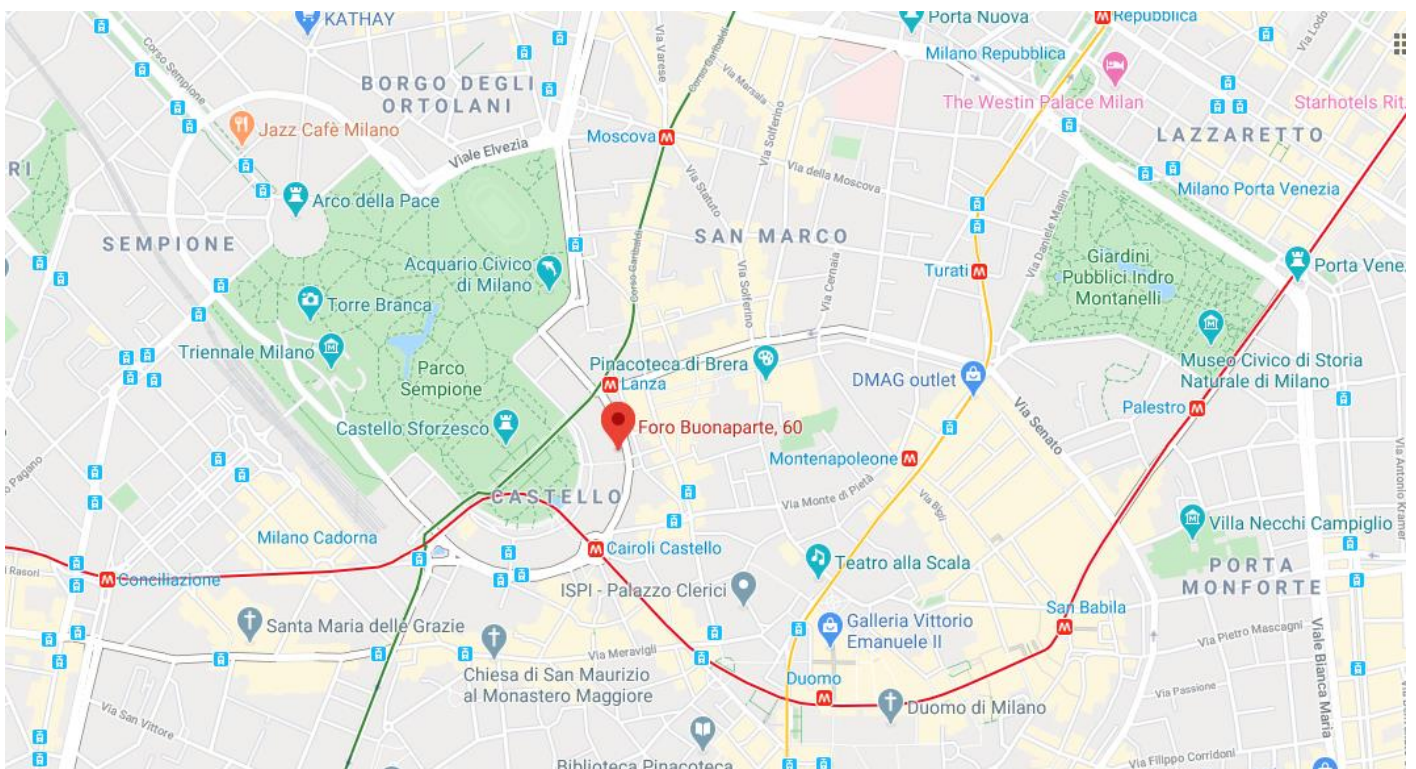 KATHAY
Porta Nuova
Repubblica
Milano Repubblica
Corso Sempione
BORGO DEGLI
ORTOLANI
Via Varese
Corso Garibaldi
Via Marsala
Via Solferino
The Westin Palace Milan
Starhotels Rit
LAZZARETTO
Jazz Cafè Milano
Moscova
Viale Elvezia
Via della Moscova
RI
Via Statuto
Milano Porta Venezia
Arco della Pace
SEMPIONE
SAN MARCO
Via Daniele Manin
Corso Garibaldi
Via Solferino
Via Cernaia
Acquario Civico
di Milano
Turati
Giardini
Pubblici Indro
Montanelli
Porta Vene
Torre Branca
Triennale Milano
Parco
Sempione
Pinacoteca di Brera
Lanza
DMAG outlet
Museo Civico di Storia
Naturale di Milano
Palestro
Via Senato
Castello Sforzesco
Foro Buonaparte, 60
Montenapoleone
o Pagano
Via Antonio Kramer
CASTELLO
Via Monte di Pietà
Via Bigli
Villa Necchi Campiglio
Milano Cadorna
Cairoli Castello
Teatro alla Scala
PORTA
MONFORTE
i Rasori
Conciliazione
ISPI - Palazzo Clerici
San Babila
Santa Maria delle Grazie
Galleria Vittorio
Emanuele II
Via Pietro Mascagni
Chiesa di San Maurizio
al Monastero Maggiore
Via Meravigli
Duomo
Viale Bianca Maria
Via Passione
Duomo di Milano
Via San Vittore
Biblioteca Pinacoteca
Via Filippo Corridoni